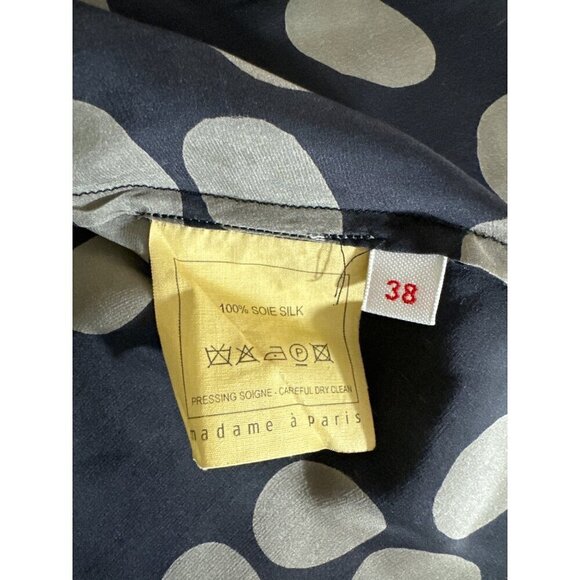 100% SOIE SILK
38
P
PRESSING SOIGNE - CAREFUL DRY CLEAN
madame à Paris